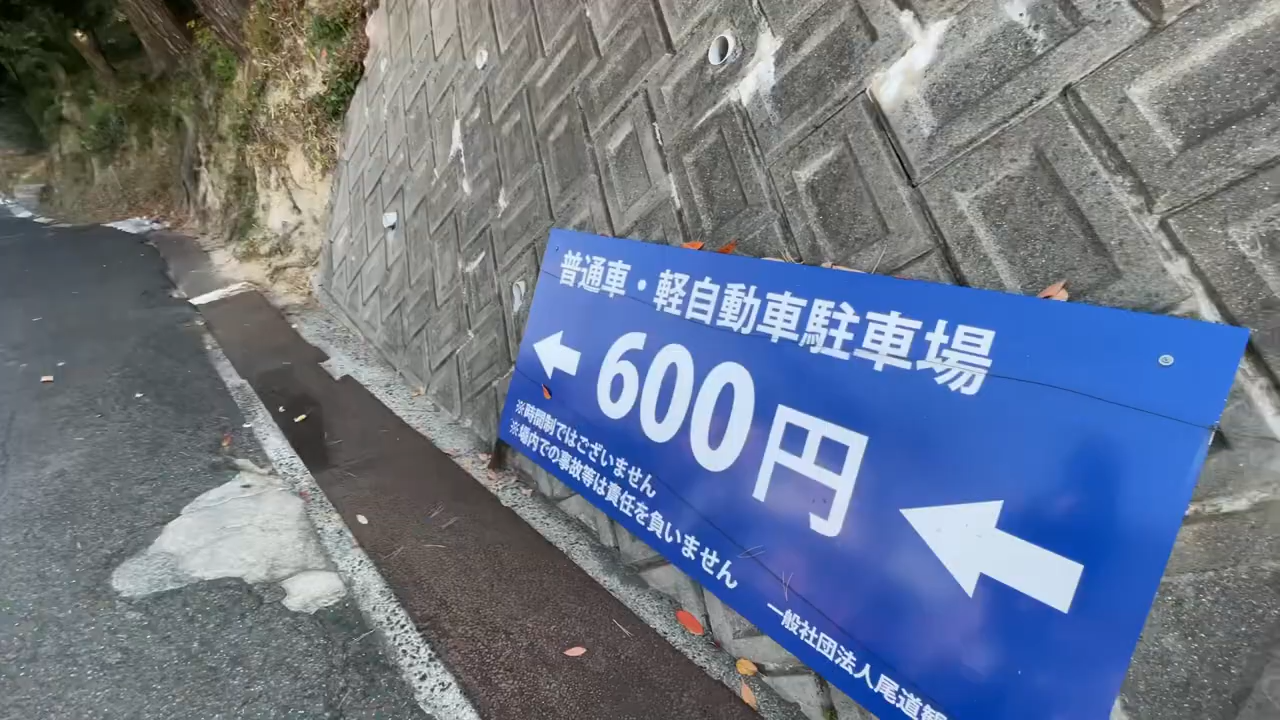 普通車・軽自動車駐車場
600円
※時間制ではございません
※場内での事故等は責任を負いません
一般社団法人尾道観